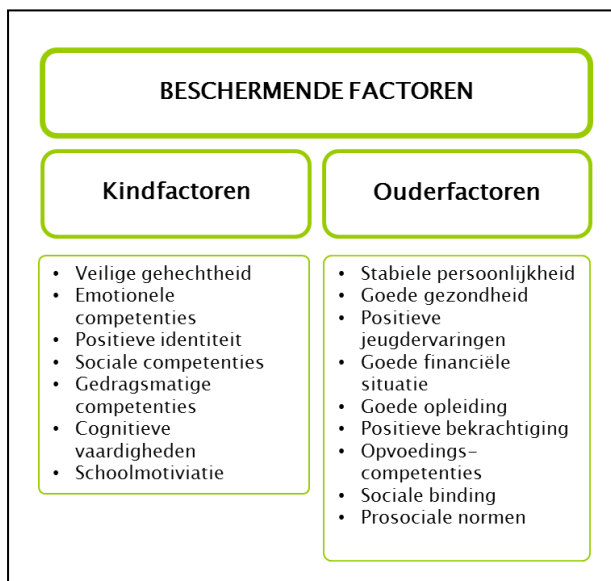 BESCHERMENDE FACTOREN
Kindfactoren
• Veilige gehechtheid
• Emotionele
competenties
• Positieve identiteit
• Sociale competenties
• Gedragsmatige
competenties
• Cognitieve
vaardigheden
• Schoolmotiviatie
Ouderfactoren
• Stabiele persoonlijkheid
• Goede gezondheid
• Positieve
jeugdervaringen
• Goede financiële
situatie
• Goede opleiding
• Positieve bekrachtiging
• Opvoedings-
competenties
• Sociale binding
• Prosociale normen